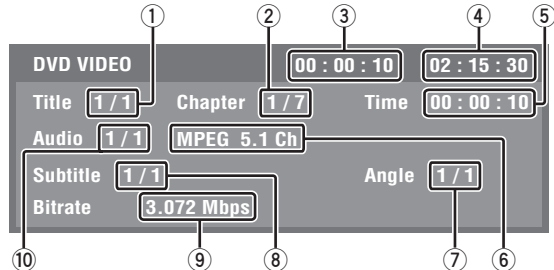 ① ② ③ ④ ⑤
DVD VIDEO 00 : 00 : 10 02 : 15 : 30
Title 1 / 1 Chapter 1 / 7 Time 00 : 00 : 10
Audio 1 / 1 MPEG 5.1 Ch
Subtitle 1 / 1 Angle 1 / 1
Bitrate 3.072 Mbps
⑩ ⑨ ⑧ ⑦ ⑥